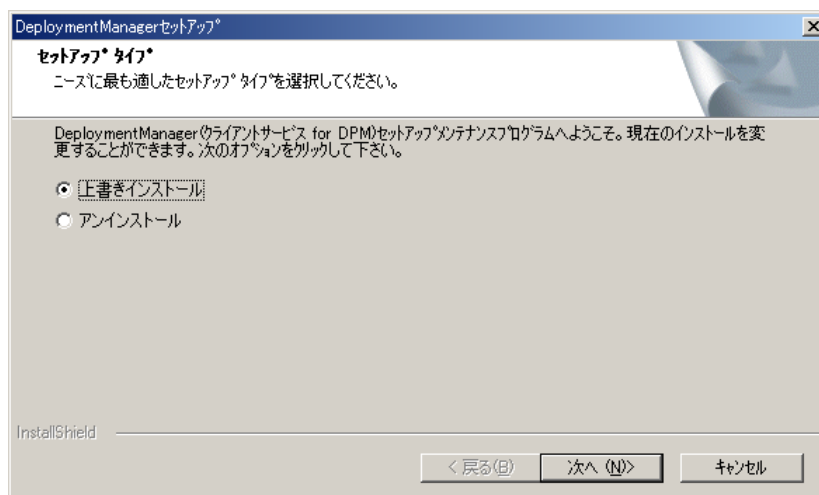 DeploymentManagerｾｯﾄｱｯﾌﾟ
ｾｯﾄｱｯﾌﾟ ﾀｲﾌﾟ
ﾆｰｽﾞに最も適したｾｯﾄｱｯﾌﾟ ﾀｲﾌﾟを選択してください。
DeploymentManager(ｸﾗｲｱﾝﾄｻｰﾋﾞｽ for DPM)ｾｯﾄｱｯﾌﾟﾒﾝﾃﾅﾝｽﾌﾟﾛｸﾞﾗﾑへようこそ。現在のｲﾝｽﾄｰﾙを変
更することができます。次のｵﾌﾟｼｮﾝをｸﾘｯｸして下さい。
上書きインストール
アンインストール
InstallShield
< 戻る(B)
次へ (N)>
ｷｬﾝｾﾙ